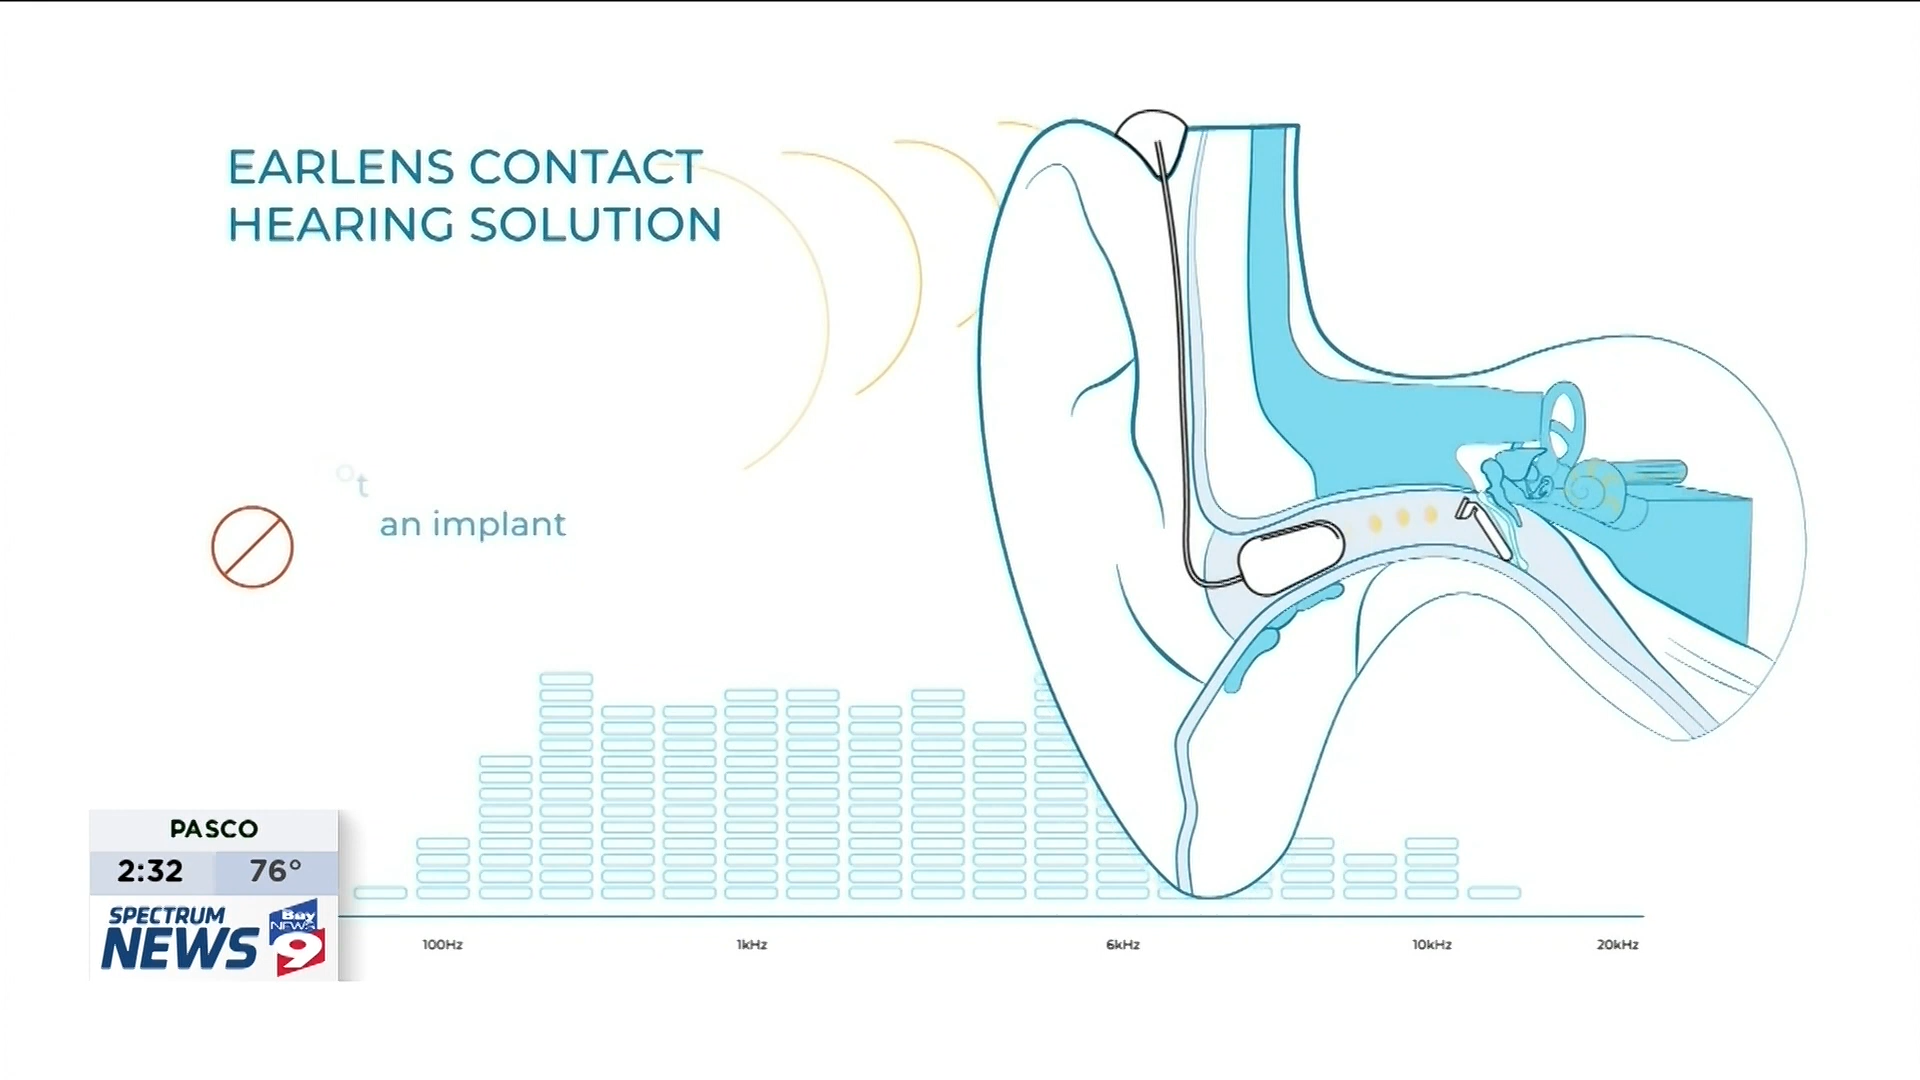 EARLENS CONTACT
HEARING SOLUTION
an implant
PASCO
2:32 76°
SPECTRUM
NEWS
Bay
NEWS
9
100Hz 1kHz 6kHz 10kHz 20kHz